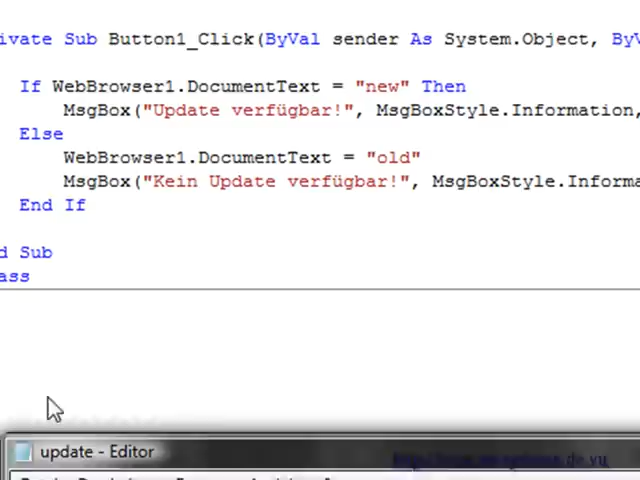 ivate Sub Button1_Click(ByVal sender As System.Object, ByV
If WebBrowser1.DocumentText = "new" Then
MsgBox("Update verfügbar!", MsgBoxStyle.Information,
Else
WebBrowser1.DocumentText = "old"
MsgBox("Kein Update verfügbar!", MsgBoxStyle.Informa
End If
d Sub
ass
update - Editor